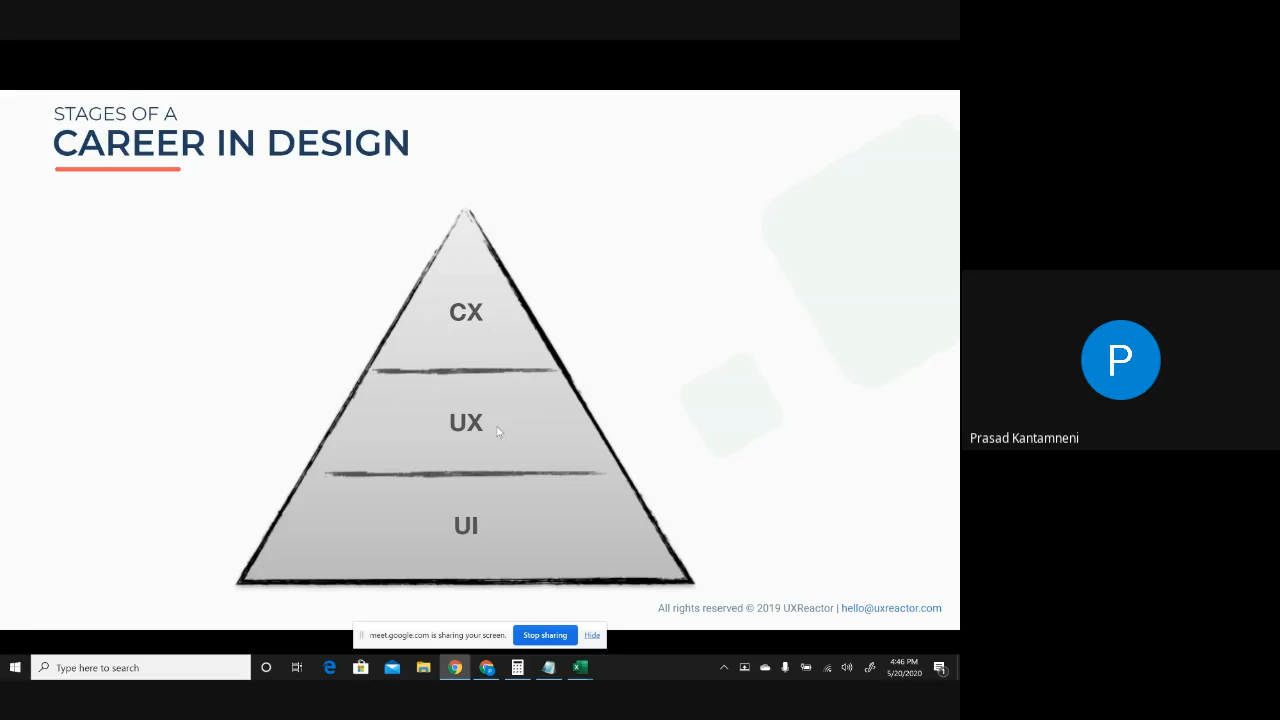 STAGES OF A
CAREER IN DESIGN
CX
UX
UI
All rights reserved © 2019 UXReactor | hello@uxreactor.com
P
Prasad Kantamneni
meet.google.com is sharing your screen. Stop sharing Hide
Type here to search
4:46 PM
5/20/2020
1